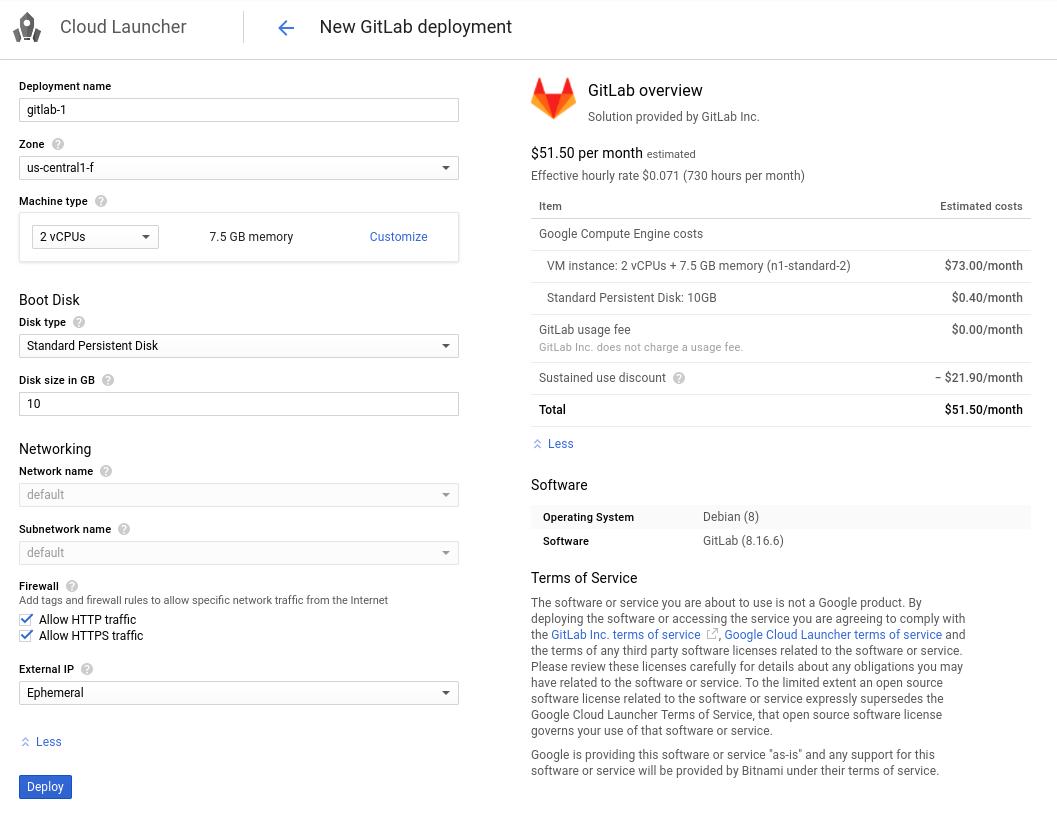 Cloud Launcher
New GitLab deployment
Deployment name
gitlab-1
Zone ?
us-central1-f
Machine type ?
2 vCPUs 7.5 GB memory Customize
Boot Disk
Disk type ?
Standard Persistent Disk
Disk size in GB ?
10
Networking
Network name ?
default
Subnetwork name ?
default
Firewall ?
Add tags and firewall rules to allow specific network traffic from the Internet
Allow HTTP traffic
Allow HTTPS traffic
External IP ?
Ephemeral
Less
Deploy
GitLab overview
Solution provided by GitLab Inc.
$51.50 per month estimated
Effective hourly rate $0.071 (730 hours per month)
Item Estimated costs
Google Compute Engine costs
VM instance: 2 vCPUs + 7.5 GB memory (n1-standard-2) $73.00/month
Standard Persistent Disk: 10GB $0.40/month
GitLab usage fee $0.00/month
GitLab Inc. does not charge a usage fee.
Sustained use discount ? − $21.90/month
Total $51.50/month
Less
Software
Operating System Debian (8)
Software GitLab (8.16.6)
Terms of Service
The software or service you are about to use is not a Google product. By
deploying the software or accessing the service you are agreeing to comply with
the GitLab Inc. terms of service , Google Cloud Launcher terms of service and
the terms of any third party software licenses related to the software or service.
Please review these licenses carefully for details about any obligations you may
have related to the software or service. To the limited extent an open source
software license related to the software or service expressly supersedes the
Google Cloud Launcher Terms of Service, that open source software license
governs your use of that software or service.
Google is providing this software or service "as-is" and any support for this
software or service will be provided by Bitnami under their terms of service.